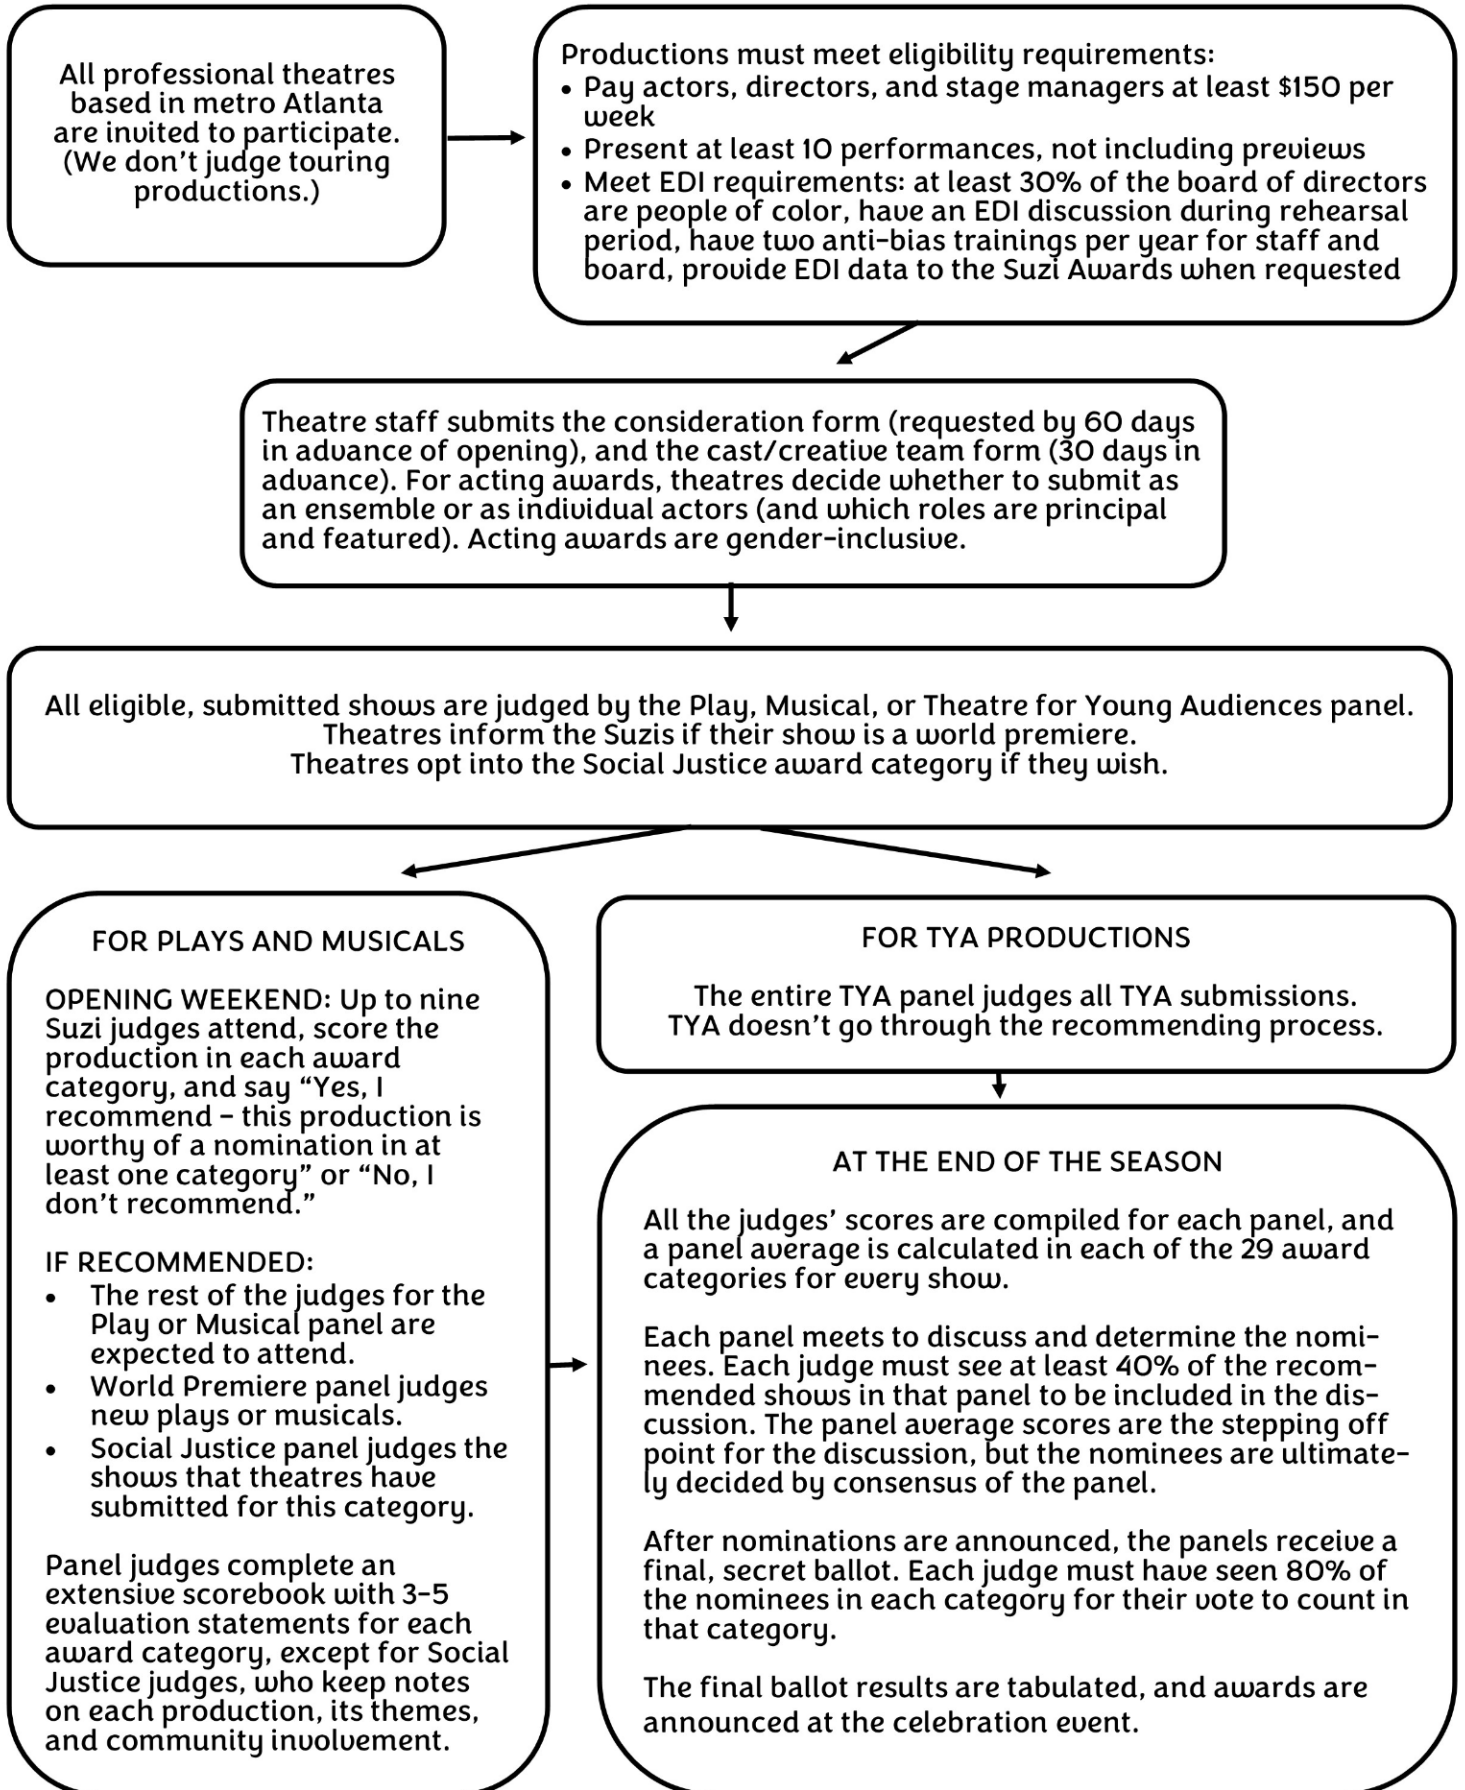 All professional theatres
based in metro Atlanta
are invited to participate.
(We don't judge touring
productions.)
Productions must meet eligibility requirements:
• Pay actors, directors, and stage managers at least $150 per
week
• Present at least 10 performances, not including previews
• Meet EDI requirements: at least 30% of the board of directors
are people of color, have an EDI discussion during rehearsal
period, have two anti-bias trainings per year for staff and
board, provide EDI data to the Suzi Awards when requested
Theatre staff submits the consideration form (requested by 60 days
in advance of opening), and the cast/creative team form (30 days in
advance). For acting awards, theatres decide whether to submit as
an ensemble or as individual actors (and which roles are principal
and featured). Acting awards are gender-inclusive.
All eligible, submitted shows are judged by the Play, Musical, or Theatre for Young Audiences panel.
Theatres inform the Suzis if their show is a world premiere.
Theatres opt into the Social Justice award category if they wish.
FOR PLAYS AND MUSICALS
OPENING WEEKEND: Up to nine
Suzi judges attend, score the
production in each award
category, and say “Yes, I
recommend – this production is
worthy of a nomination in at
least one category” or “No, I
don't recommend.”
IF RECOMMENDED:
• The rest of the judges for the
Play or Musical panel are
expected to attend.
• World Premiere panel judges
new plays or musicals.
• Social Justice panel judges the
shows that theatres have
submitted for this category.
Panel judges complete an
extensive scorebook with 3-5
evaluation statements for each
award category, except for Social
Justice judges, who keep notes
on each production, its themes,
and community involvement.
FOR TYA PRODUCTIONS
The entire TYA panel judges all TYA submissions.
TYA doesn't go through the recommending process.
AT THE END OF THE SEASON
All the judges' scores are compiled for each panel, and
a panel average is calculated in each of the 29 award
categories for every show.
Each panel meets to discuss and determine the nomi-
nees. Each judge must see at least 40% of the recom-
mended shows in that panel to be included in the dis-
cussion. The panel average scores are the stepping off
point for the discussion, but the nominees are ultimate-
ly decided by consensus of the panel.
After nominations are announced, the panels receive a
final, secret ballot. Each judge must have seen 80% of
the nominees in each category for their vote to count in
that category.
The final ballot results are tabulated, and awards are
announced at the celebration event.